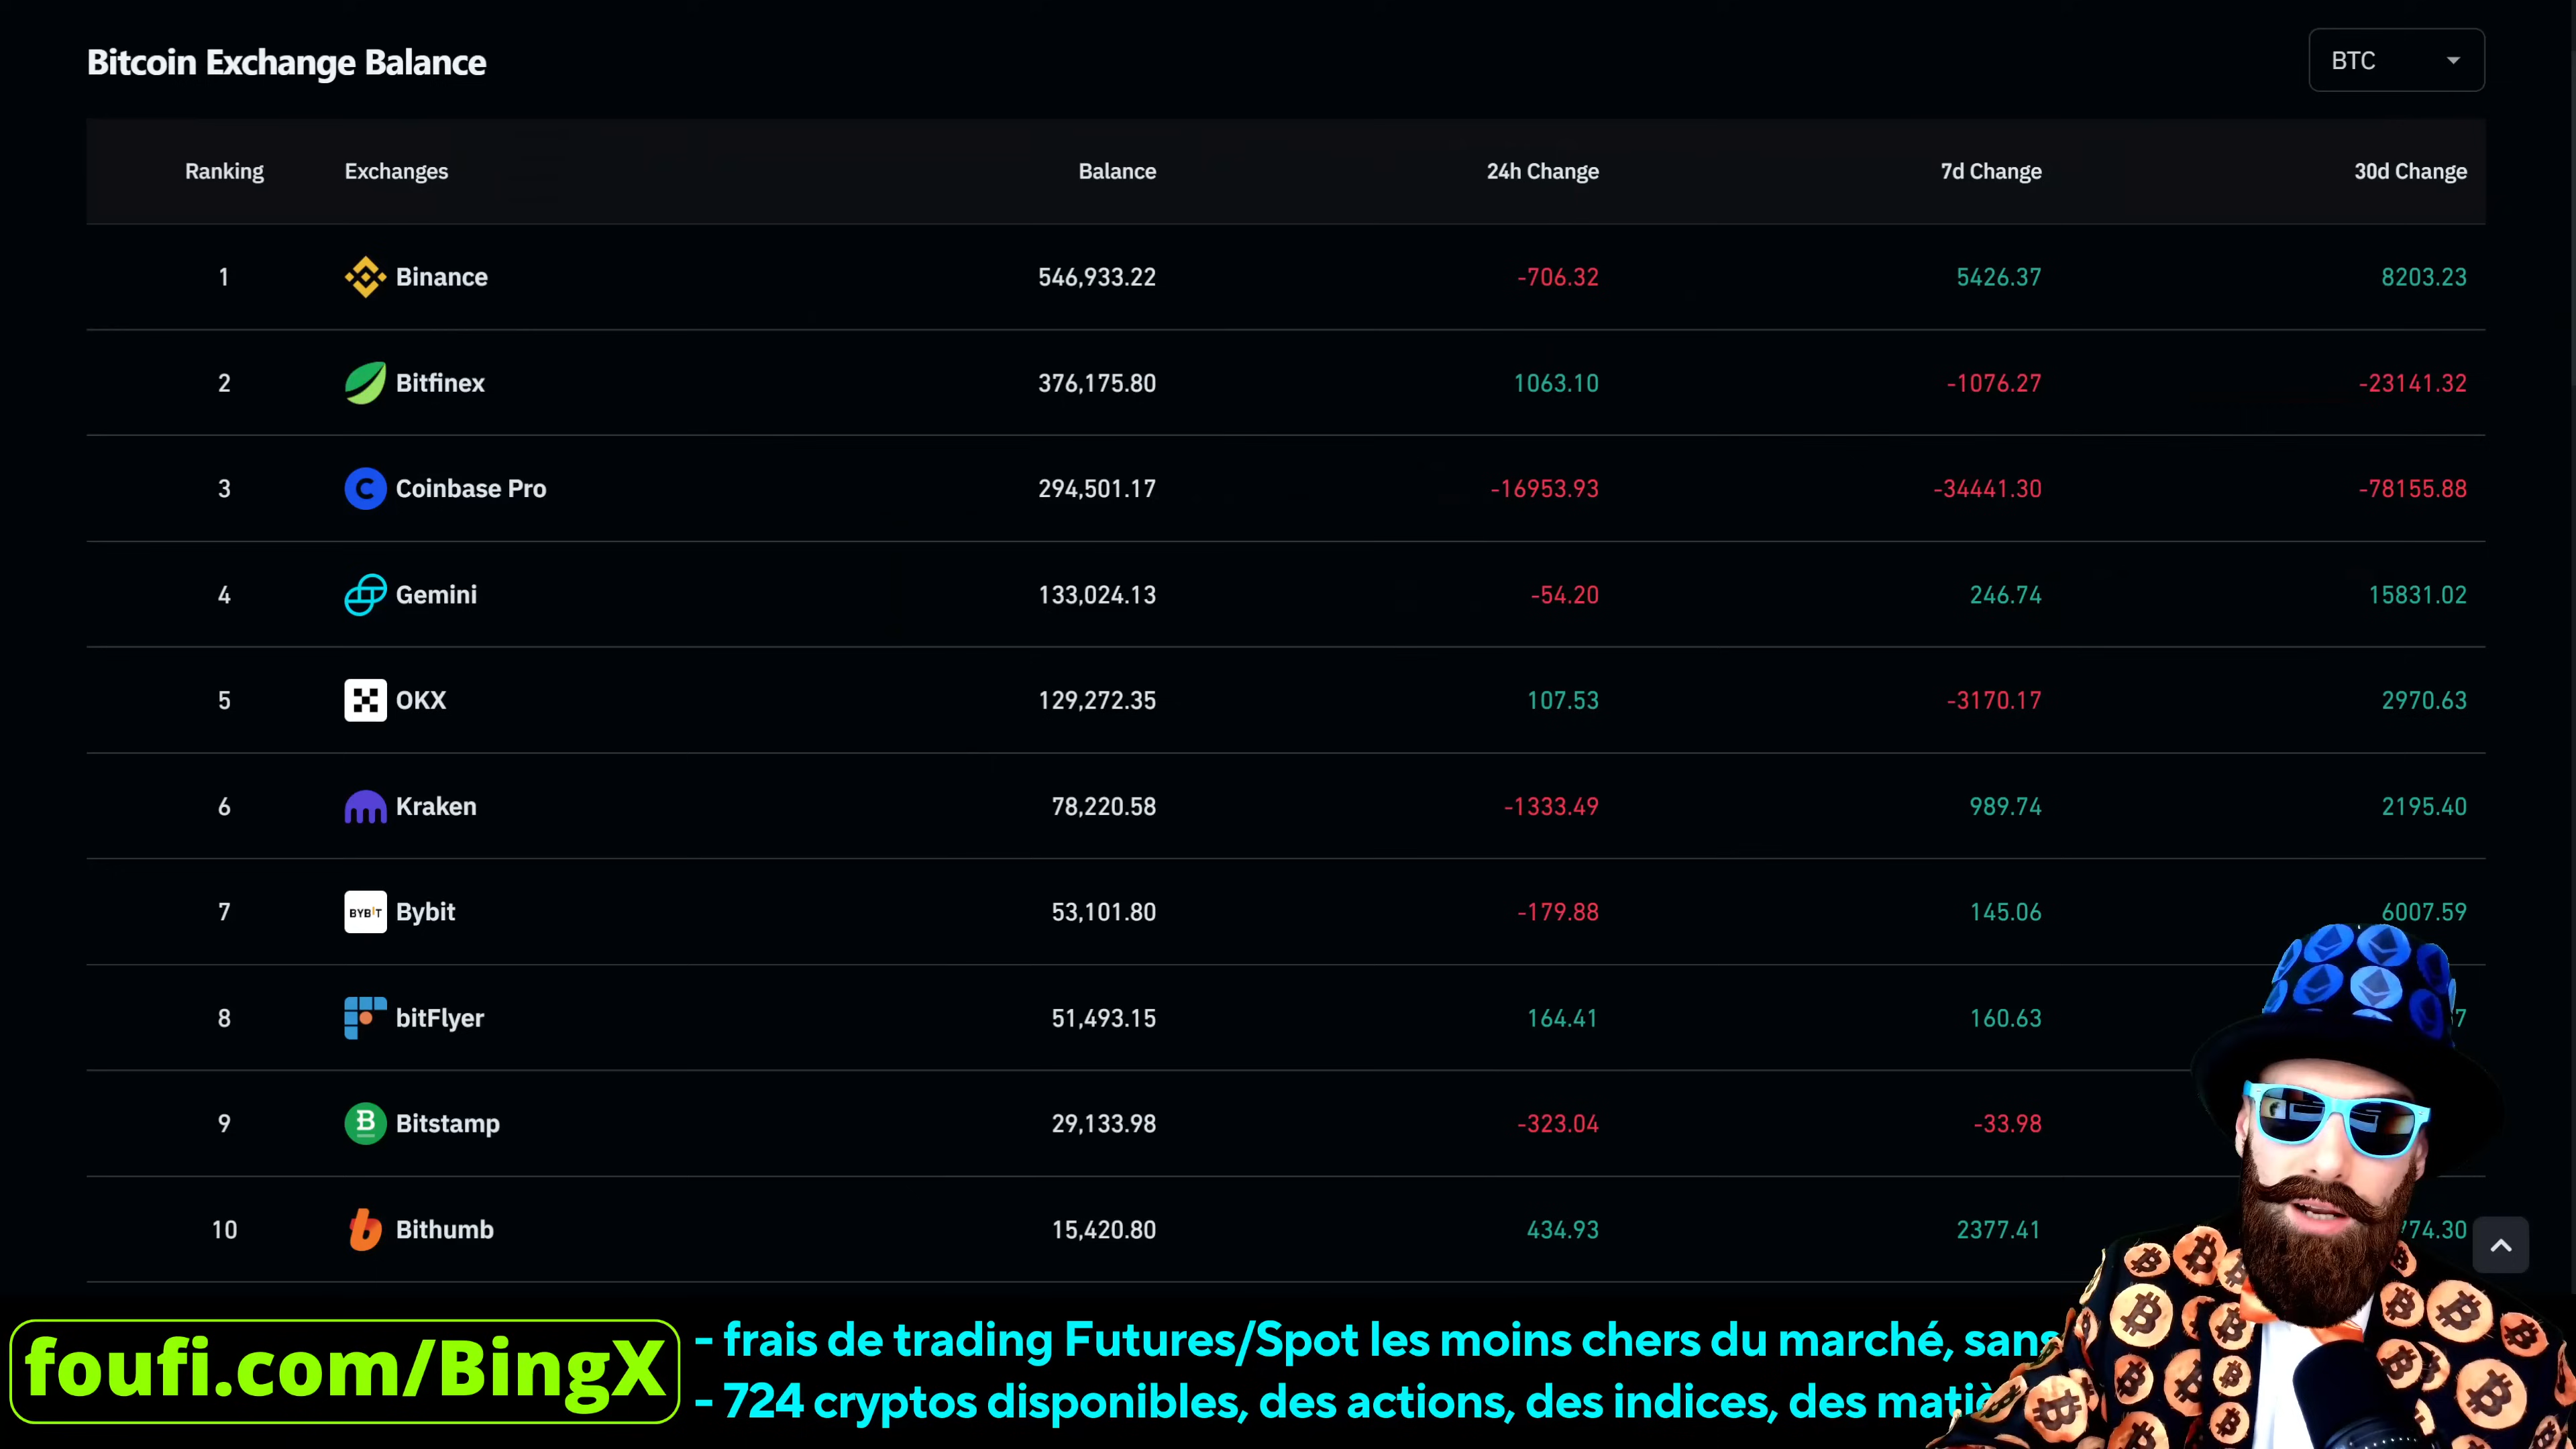 Bitcoin Exchange Balance
BTC
Ranking Exchanges Balance 24h Change 7d Change 30d Change
1 Binance 546,933.22 -706.32 5426.37 8203.23
2 Bitfinex 376,175.80 1063.10 -1076.27 -23141.32
3 Coinbase Pro 294,501.17 -16953.93 -34441.30 -78155.88
4 Gemini 133,024.13 -54.20 246.74 15831.02
5 OKX 129,272.35 107.53 -3170.17 2970.63
6 Kraken 78,220.58 -1333.49 989.74 2195.40
7 BYBIT Bybit 53,101.80 -179.88 145.06 6007.59
8 bitFlyer 51,493.15 164.41 160.63
9 Bitstamp 29,133.98 -323.04 -33.98
10 Bithumb 15,420.80 434.93 2377.41 74.30
foufi.com/BingX
- frais de trading Futures/Spot les moins chers du marché, sans
- 724 cryptos disponibles, des actions, des indices, des